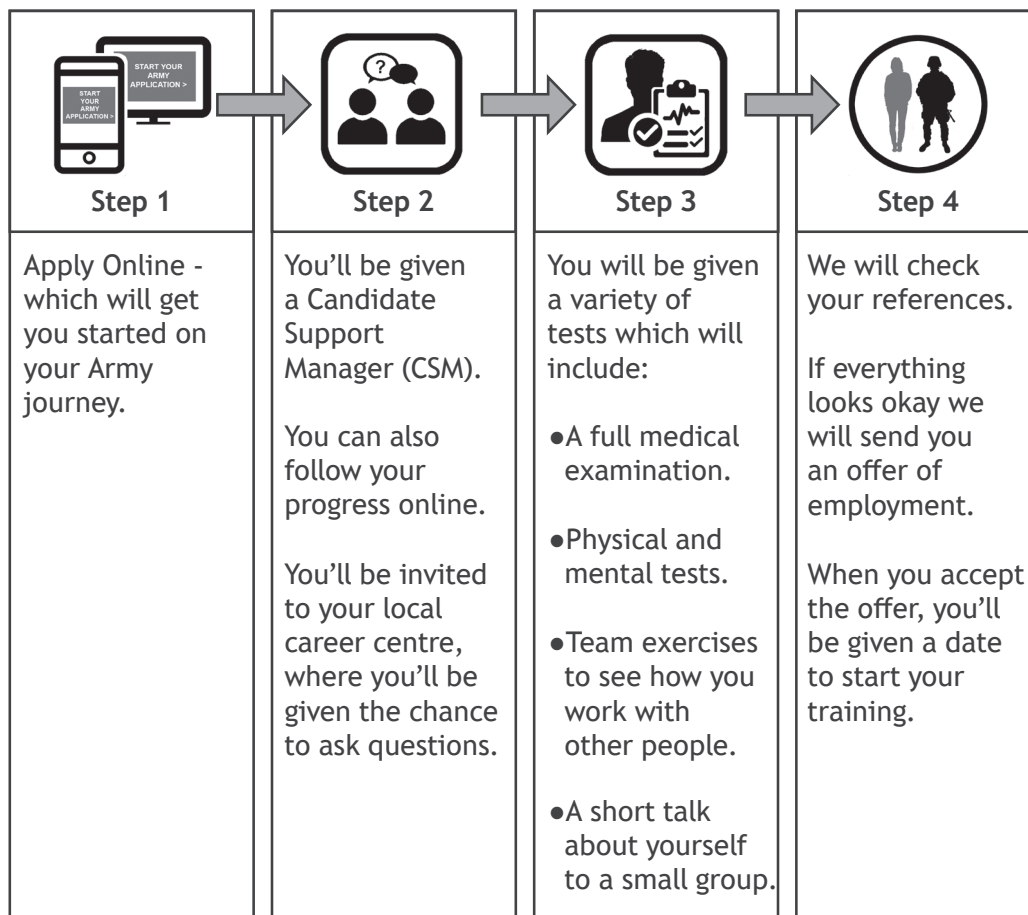 START YOUR
ARMY
APPLICATION >
START
YOUR
ARMY
APPLICATION >
?
Step 1
Apply Online -
which will get
you started on
your Army
journey.
Step 2
You'll be given
a Candidate
Support
Manager (CSM).
You can also
follow your
progress online.
You'll be invited
to your local
career centre,
where you'll be
given the chance
to ask questions.
Step 3
You will be given
a variety of
tests which will
include:
●A full medical
examination.
●Physical and
mental tests.
●Team exercises
to see how you
work with
other people.
●A short talk
about yourself
to a small group.
Step 4
We will check
your references.
If everything
looks okay we
will send you
an offer of
employment.
When you accept
the offer, you'll
be given a date
to start your
training.